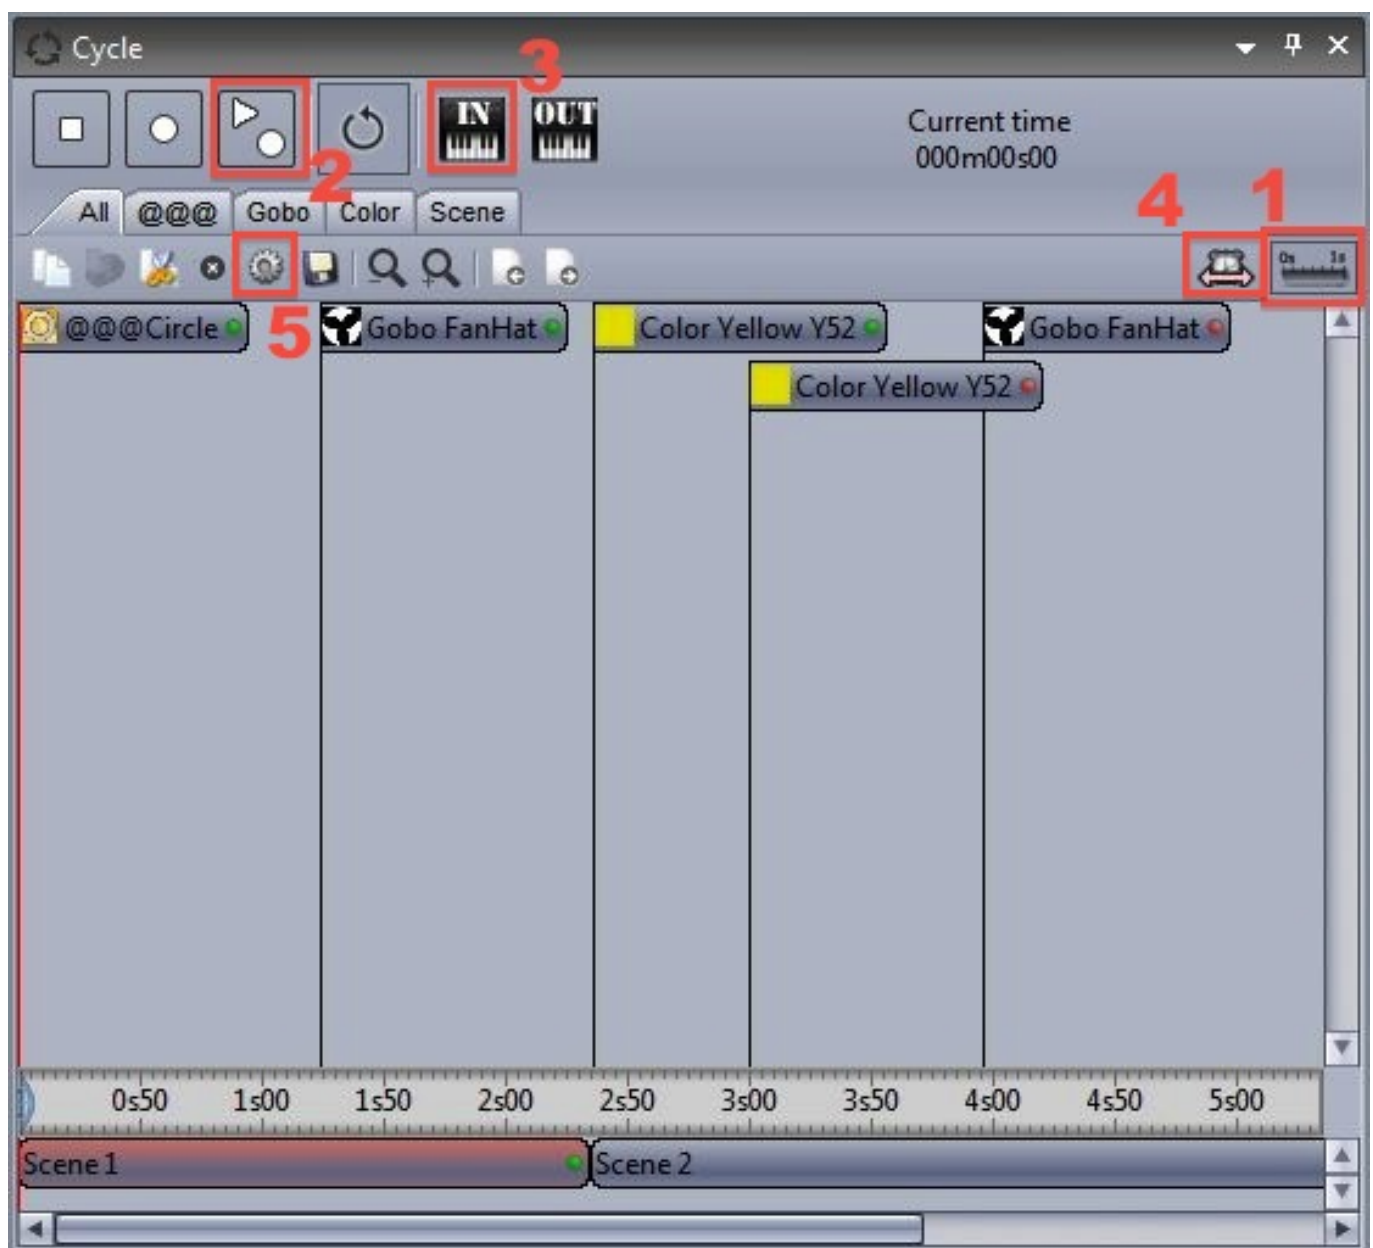 Cycle
3
IN OUT
Current time
000m00s00
2
4 1
All @@@ Gobo Color Scene
0s 1s
5
@@@Circle Gobo FanHat Color Yellow Y52 Gobo FanHat
Color Yellow Y52
0s50 1s00 1s50 2s00 2s50 3s00 3s50 4s00 4s50 5s00
Scene 1 Scene 2